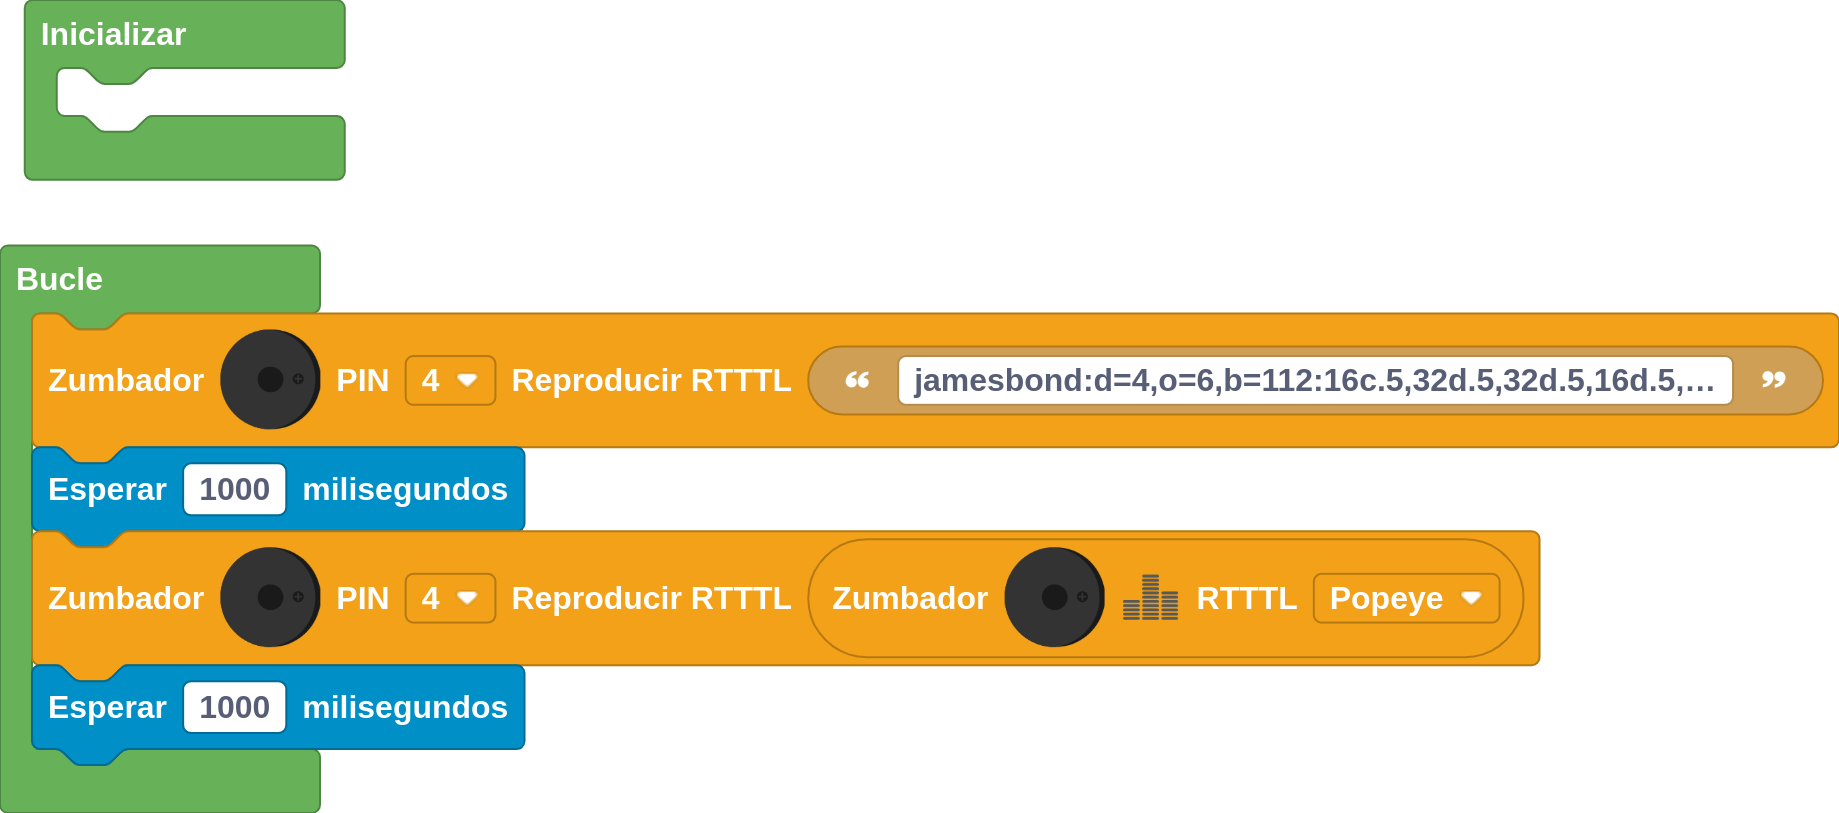 Inicializar
Bucle
Zumbador PIN 4 Reproducir RTTTL “ jamesbond:d=4,o=6,b=112:16c.5,32d.5,32d.5,16d.5,… ”
Esperar 1000 milisegundos
Zumbador PIN 4 Reproducir RTTTL Zumbador RTTTL Popeye
Esperar 1000 milisegundos